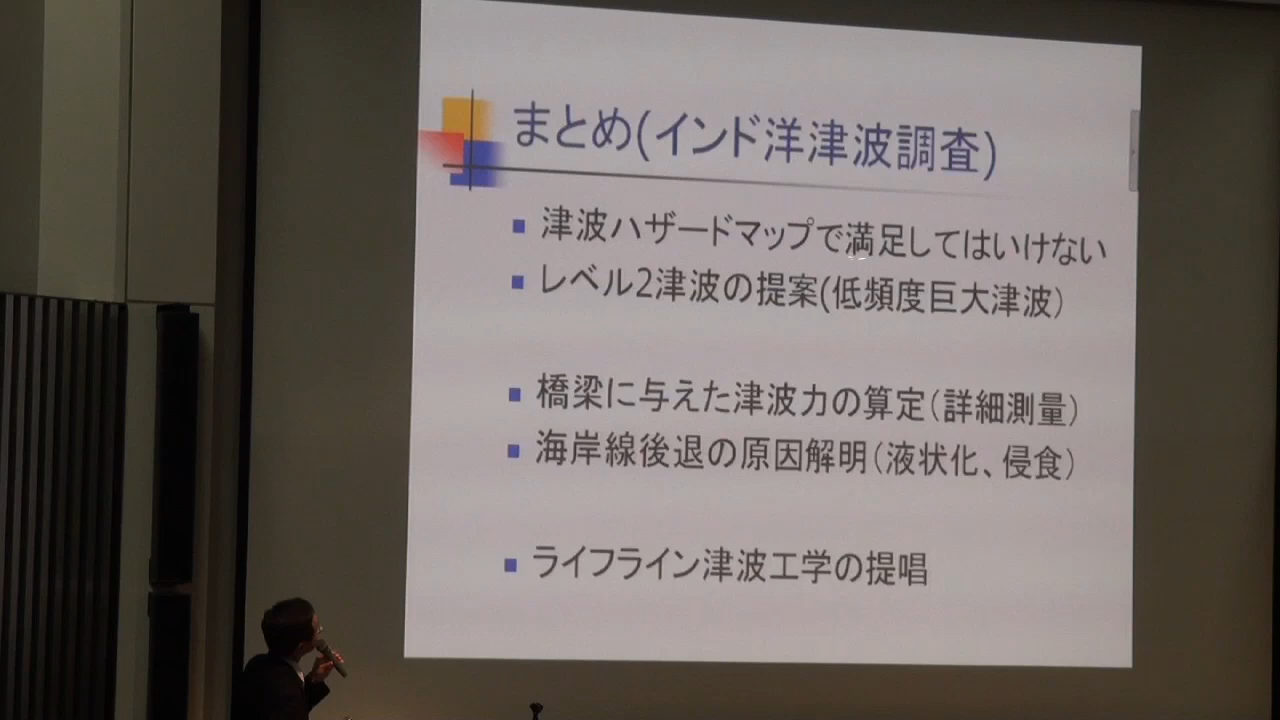 まとめ(インド洋津波調査)
津波ハザードマップで満足してはいけない
レベル2津波の提案(低頻度巨大津波)
橋梁に与えた津波力の算定(詳細測量)
海岸線後退の原因解明(液状化、侵食)
ライフライン津波工学の提唱